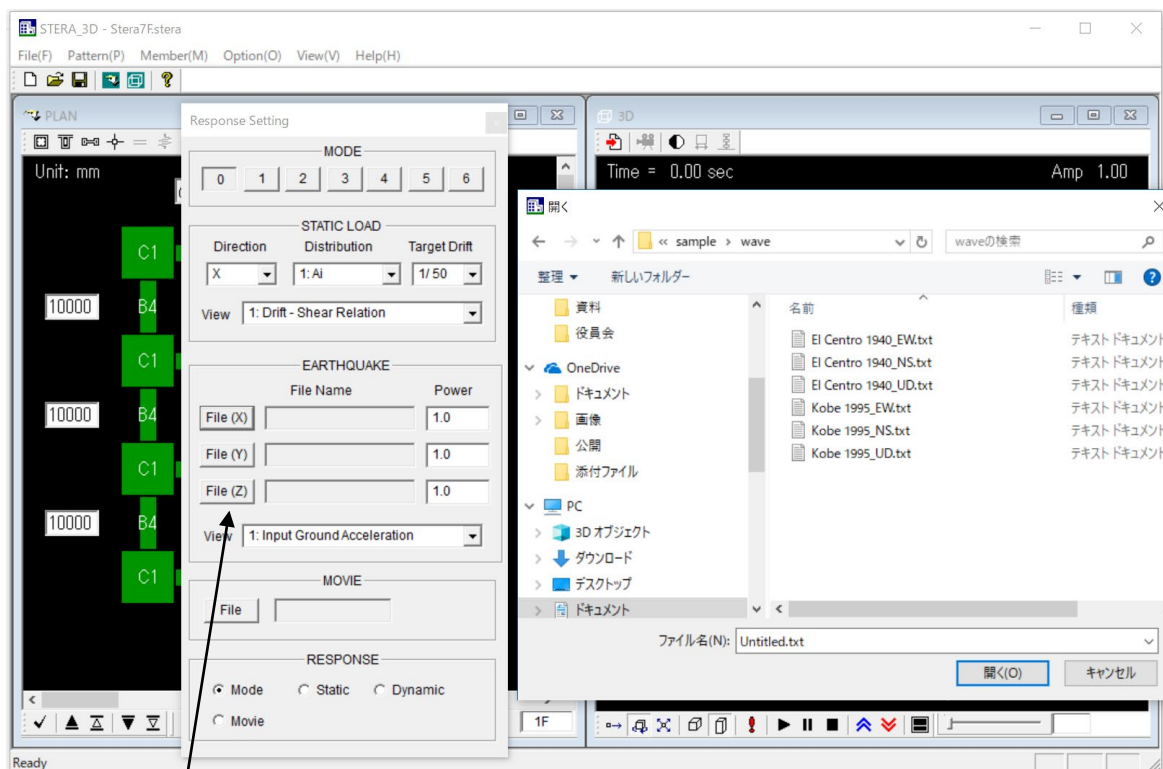 STERA_3D - Stera7F.stera
File(F) Pattern(P) Member(M) Option(O) View(V) Help(H)
PLAN
Unit: mm
C1
10000 B4
C1
10000 B4
C1
10000 B4
C1
1F
Ready
Response Setting
MODE
0 1 2 3 4 5 6
STATIC LOAD
Direction Distribution Target Drift
X 1: Ai 1/ 50
View 1: Drift - Shear Relation
EARTHQUAKE
File Name Power
File (X) 1.0
File (Y) 1.0
File (Z) 1.0
View 1: Input Ground Acceleration
MOVIE
File
RESPONSE
Mode Static Dynamic
Movie
3D
Time = 0.00 sec Amp 1.00
開く
« sample › wave waveの検索
整理 新しいフォルダー
資料
役員会
OneDrive
ドキュメント
画像
公開
添付ファイル
PC
3D オブジェクト
ダウンロード
デスクトップ
ドキュメント
名前 種類
El Centro 1940_EW.txt テキスト ドキュメント
El Centro 1940_NS.txt テキスト ドキュメント
El Centro 1940_UD.txt テキスト ドキュメント
Kobe 1995_EW.txt テキスト ドキュメント
Kobe 1995_NS.txt テキスト ドキュメント
Kobe 1995_UD.txt テキスト ドキュメント
ファイル名(N): Untitled.txt
開く(O) キャンセル